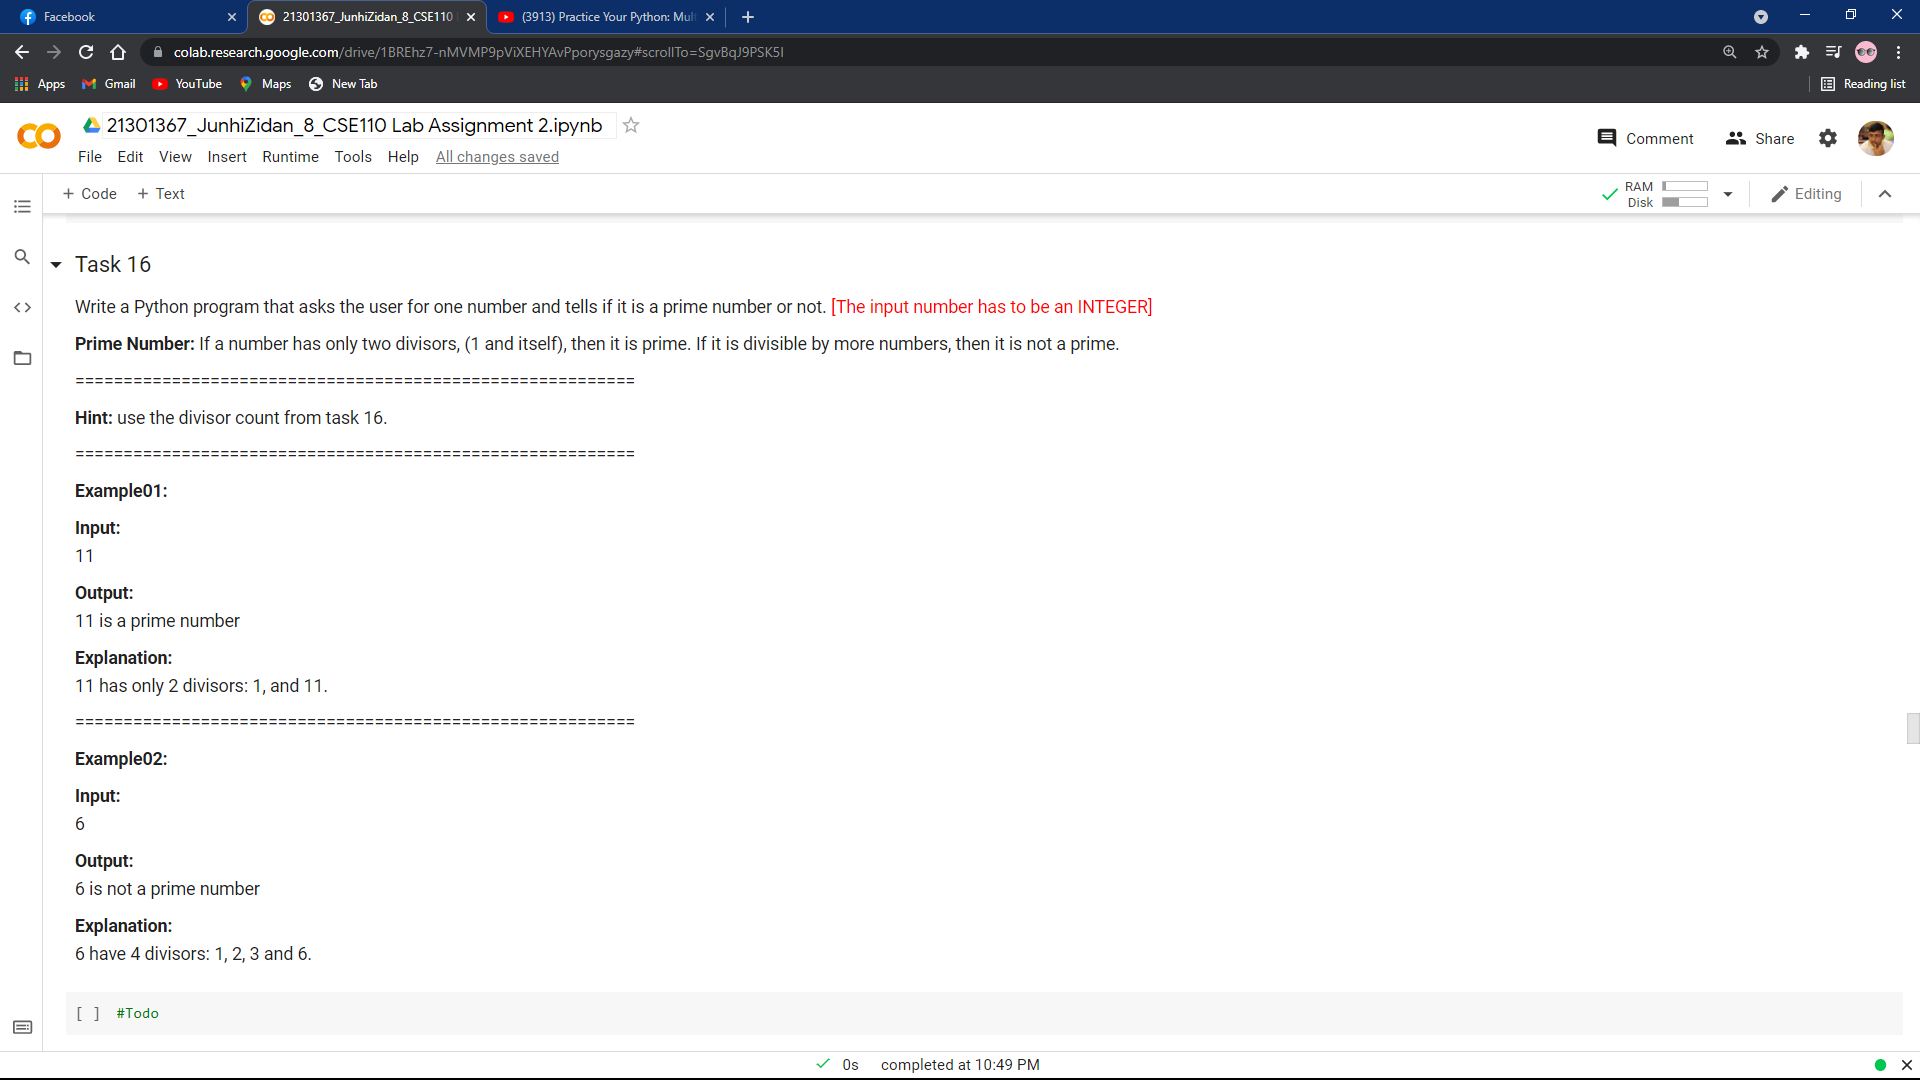 Facebook
21301367_JunhiZidan_8_CSE110
(3913) Practice Your Python: Mul
colab.research.google.com/drive/1BREhz7-nMVMP9pViXEHYAvPporysgazy#scrollTo=SgvBqJ9PSK5I
Apps Gmail YouTube Maps New Tab Reading list
21301367_JunhiZidan_8_CSE110 Lab Assignment 2.ipynb
Comment Share
File Edit View Insert Runtime Tools Help All changes saved
+ Code + Text
RAM
Disk
Editing
Task 16
Write a Python program that asks the user for one number and tells if it is a prime number or not. [The input number has to be an INTEGER]
Prime Number: If a number has only two divisors, (1 and itself), then it is prime. If it is divisible by more numbers, then it is not a prime.
==========================================================
Hint: use the divisor count from task 16.
==========================================================
Example01:
Input:
11
Output:
11 is a prime number
Explanation:
11 has only 2 divisors: 1, and 11.
==========================================================
Example02:
Input:
6
Output:
6 is not a prime number
Explanation:
6 have 4 divisors: 1, 2, 3 and 6.
[ ] #Todo
0s completed at 10:49 PM